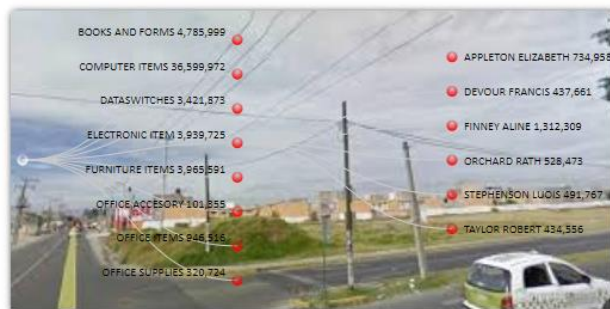 BOOKS AND FORMS 4,785,999
COMPUTER ITEMS 36,599,972
DATASWITCHES 3,421,873
ELECTRONIC ITEM 3,939,725
FURNITURE ITEMS 3,965,591
OFFICE ACCESORY 101,355
OFFICE ITEMS 946,516
OFFICE SUPPLIES 320,724
APPLETON ELIZABETH 734,958
DEVOUR FRANCIS 437,661
FINNEY ALINE 1,312,309
ORCHARD RATH 528,473
STEPHENSON LUOIS 491,767
TAYLOR ROBERT 434,556